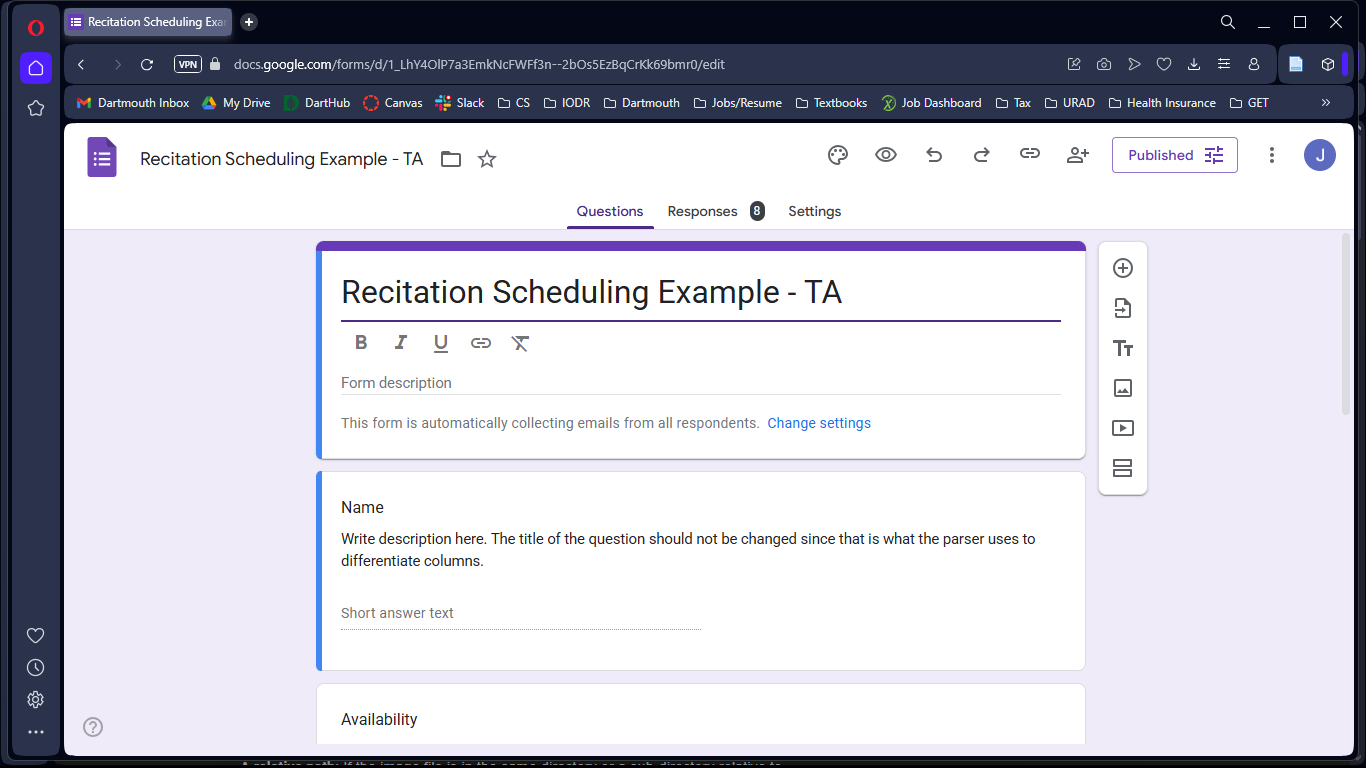 Recitation Scheduling Exa
VPN
docs.google.com/forms/d/1_LhY4OlP7a3EmkNcFWFf3n--2bOs5EzBqCrKk69bmr0/edit
Dartmouth Inbox My Drive DartHub Canvas Slack CS IODR Dartmouth Jobs/Resume Textbooks Job Dashboard Tax URAD Health Insurance GET
Recitation Scheduling Example - TA
Published
J
Questions Responses 8 Settings
Recitation Scheduling Example - TA
B I U
Form description
This form is automatically collecting emails from all respondents. Change settings
Name
Write description here. The title of the question should not be changed since that is what the parser uses to
differentiate columns.
Short answer text
Availability